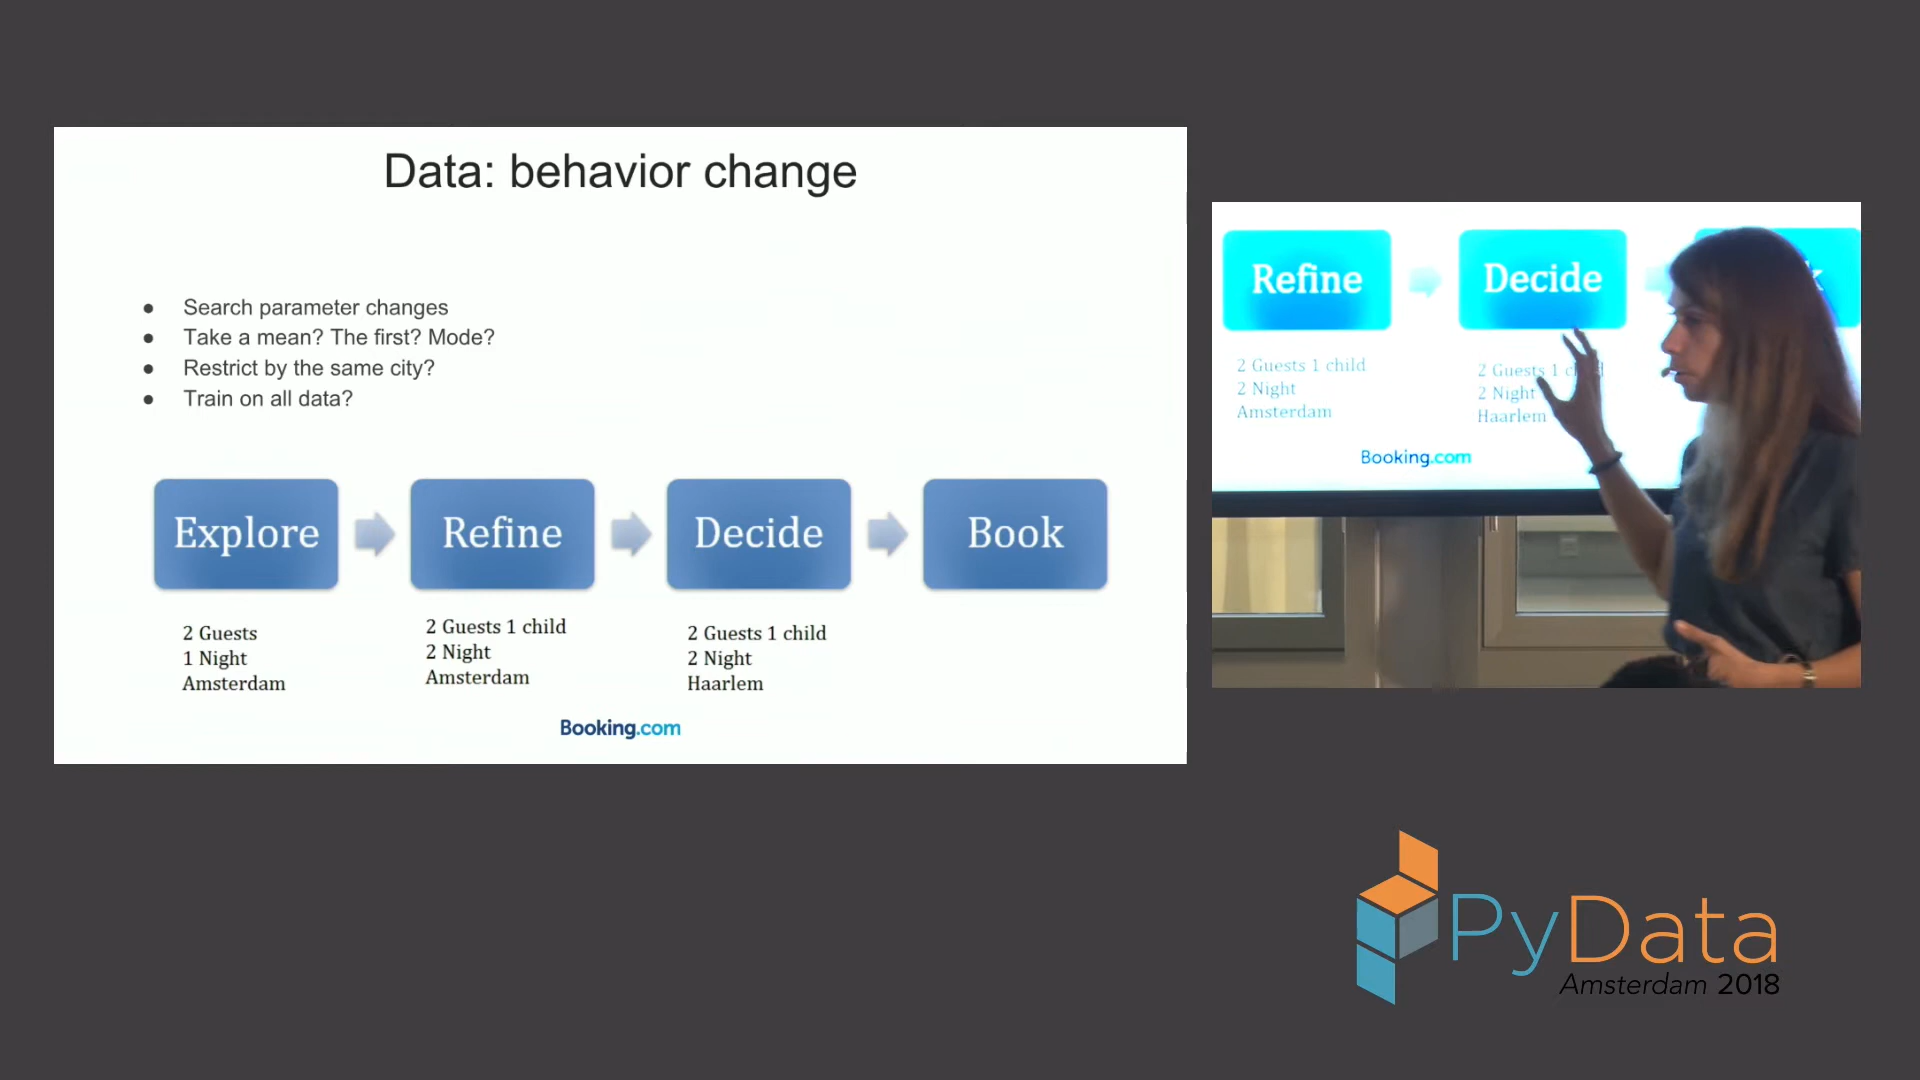 Data: behavior change
● Search parameter changes
● Take a mean? The first? Mode?
● Restrict by the same city?
● Train on all data?
Explore
Refine
Decide
Book
2 Guests
1 Night
Amsterdam
2 Guests 1 child
2 Night
Amsterdam
2 Guests 1 child
2 Night
Haarlem
Booking.com
Refine
Decide
2 Guests 1 child
2 Night
Amsterdam
2 Guests 1
2 Night
Haarlem
Booking.com
PyData
Amsterdam 2018